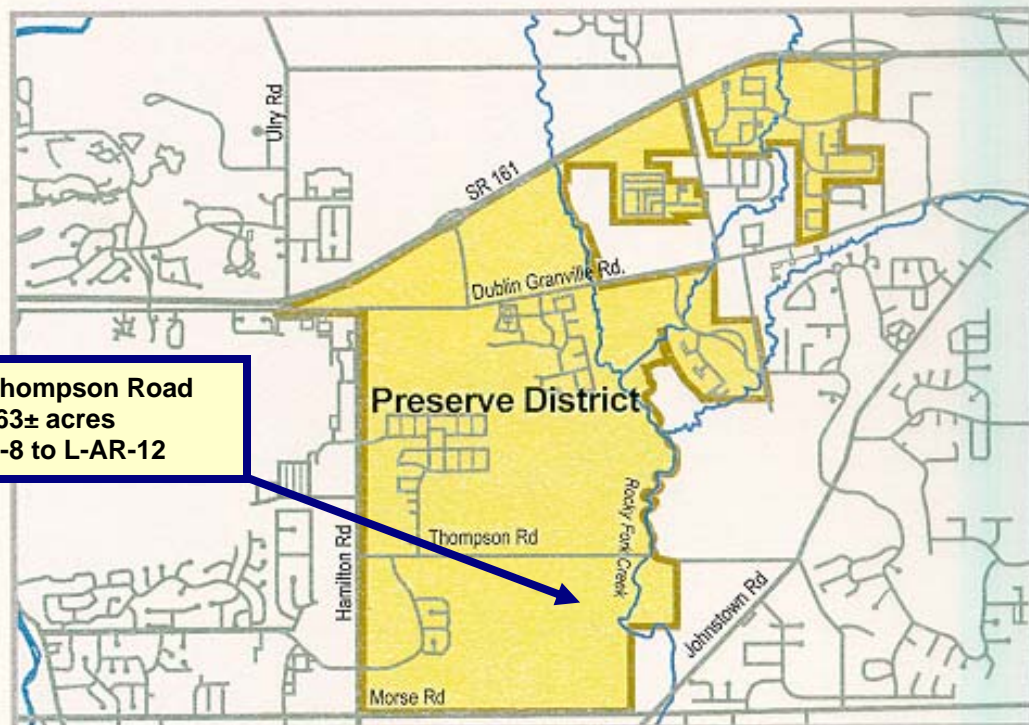 Ulry Rd
SR 161
Dublin Granville Rd.
hompson Road
63± acres
-8 to L-AR-12
Preserve District
Hamilton Rd
Thompson Rd
Rocky Fork Creek
Johnstown Rd
Morse Rd